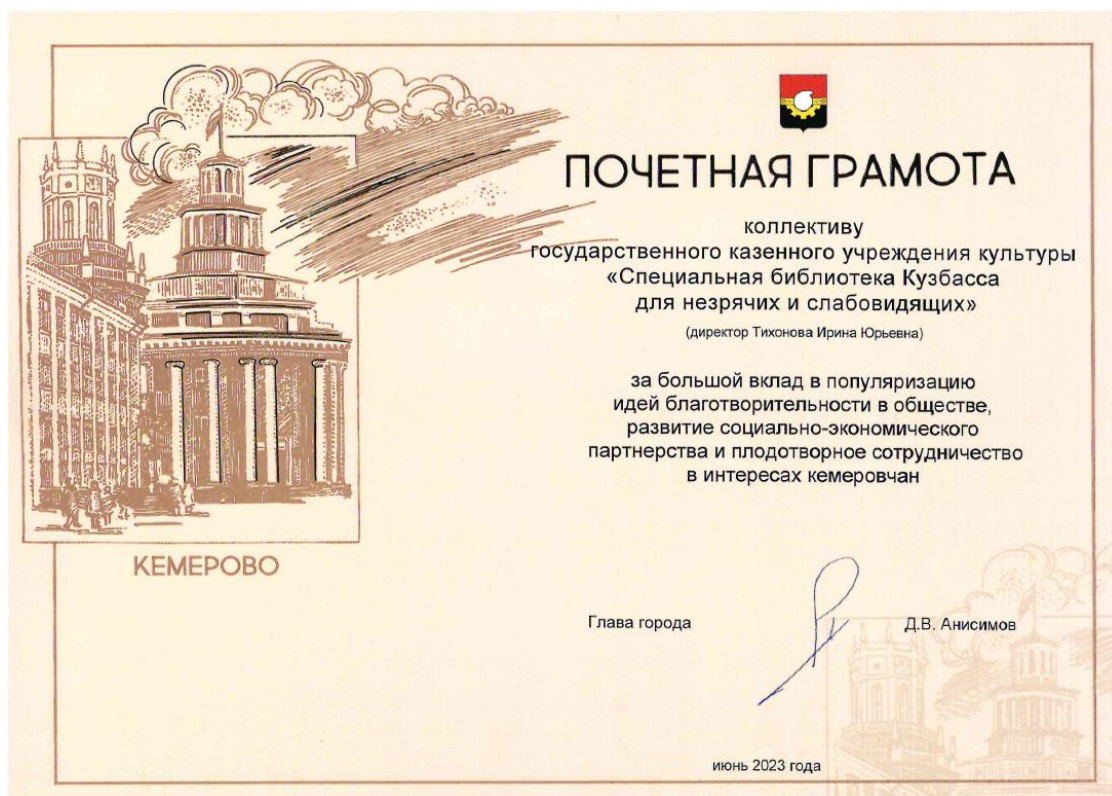 ПОЧЕТНАЯ ГРАМОТА
коллективу
государственного казенного учреждения культуры
«Специальная библиотека Кузбасса
для незрячих и слабовидящих»
(директор Тихонова Ирина Юрьевна)
за большой вклад в популяризацию
идей благотворительности в обществе,
развитие социально-экономического
партнерства и плодотворное сотрудничество
в интересах кемеровчан
КЕМЕРОВО
Глава города
Д.В. Анисимов
июнь 2023 года